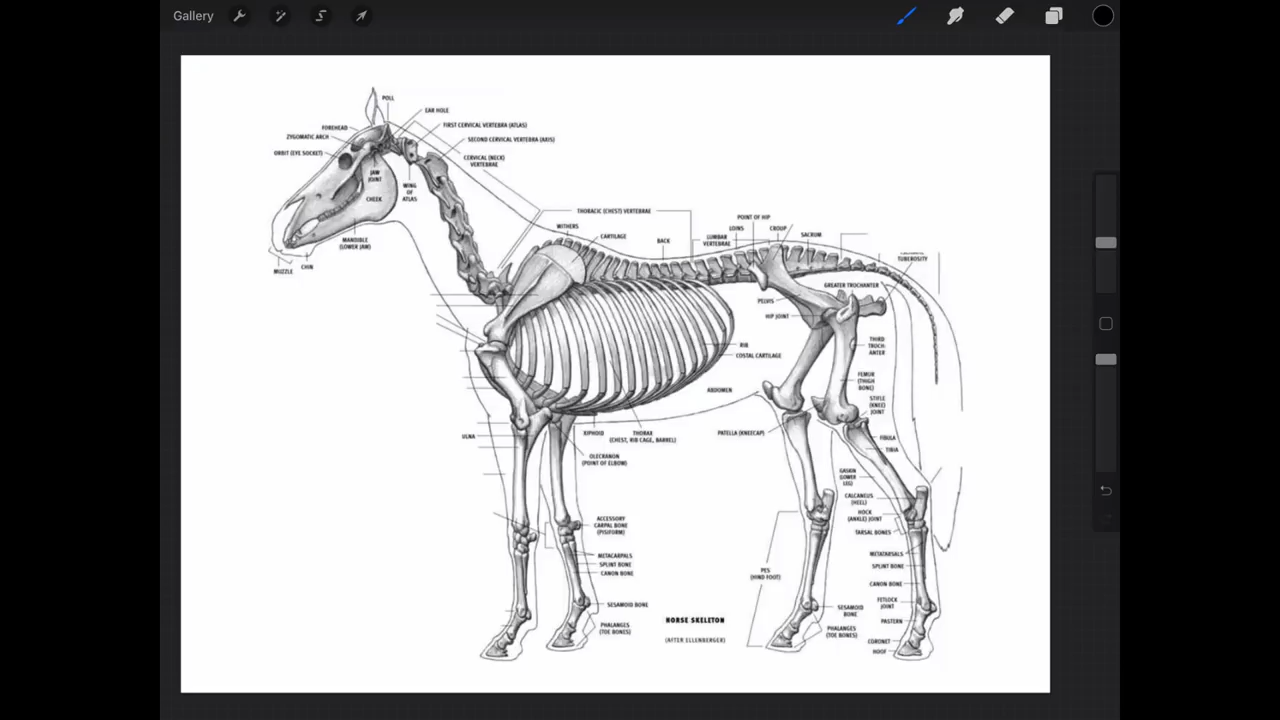 Gallery
POLL
EAR HOLE
FIRST CERVICAL VERTEBRA (ATLAS)
FOREHEAD
ZYGOMATIC ARCH
SECOND CERVICAL VERTEBRA (AXIS)
ORBIT (EYE SOCKET)
CERVICAL (NECK)
VERTEBRAE
JAW
JOINT
WING
OF
ATLAS
CHEEK
MANDIBLE
(LOWER JAW)
MUZZLE
CHIN
THORACIC (CHEST) VERTEBRAE
WITHERS
CARTILAGE
BACK
LUMBAR
VERTEBRAE
LOINS
POINT OF HIP
CROUP
SACRUM
TUBEROSITY
GREATER TROCHANTER
PELVIS
HIP JOINT
THIRD
TROCH-
ANTER
RIB
COSTAL CARTILAGE
FEMUR
(THIGH
BONE)
ABDOMEN
STIFLE
(KNEE)
JOINT
ULNA
XIPHOID
THORAX
(CHEST, RIB CAGE, BARREL)
PATELLA (KNEECAP)
FIBULA
TIBIA
OLECRANON
(POINT OF ELBOW)
GASKIN
(LOWER
LEG)
CALCANEUS
(HEEL)
HOCK
(ANKLE) JOINT
TARSAL BONES
ACCESSORY
CARPAL BONE
(PISIFORM)
METACARPALS
SPLINT BONE
CANON BONE
METATARSALS
SPLINT BONE
CANON BONE
PES
(HIND FOOT)
SESAMOID BONE
PHALANGES
(TOE BONES)
SESAMOID
BONE
PHALANGES
(TOE BONES)
FETLOCK
JOINT
PASTERN
CORONET
HOOF
HORSE SKELETON
(AFTER ELLENBERGER)